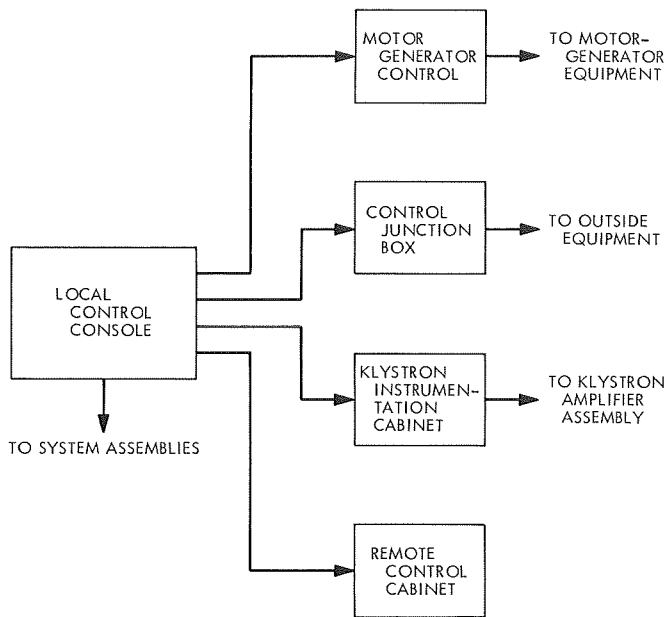 MOTOR
GENERATOR
CONTROL
TO MOTOR–
GENERATOR
EQUIPMENT
CONTROL
JUNCTION
BOX
TO OUTSIDE
EQUIPMENT
LOCAL
CONTROL
CONSOLE
TO SYSTEM ASSEMBLIES
KLYSTRON
INSTRUMEN-
TATION
CABINET
TO KLYSTRON
AMPLIFIER
ASSEMBLY
REMOTE
CONTROL
CABINET